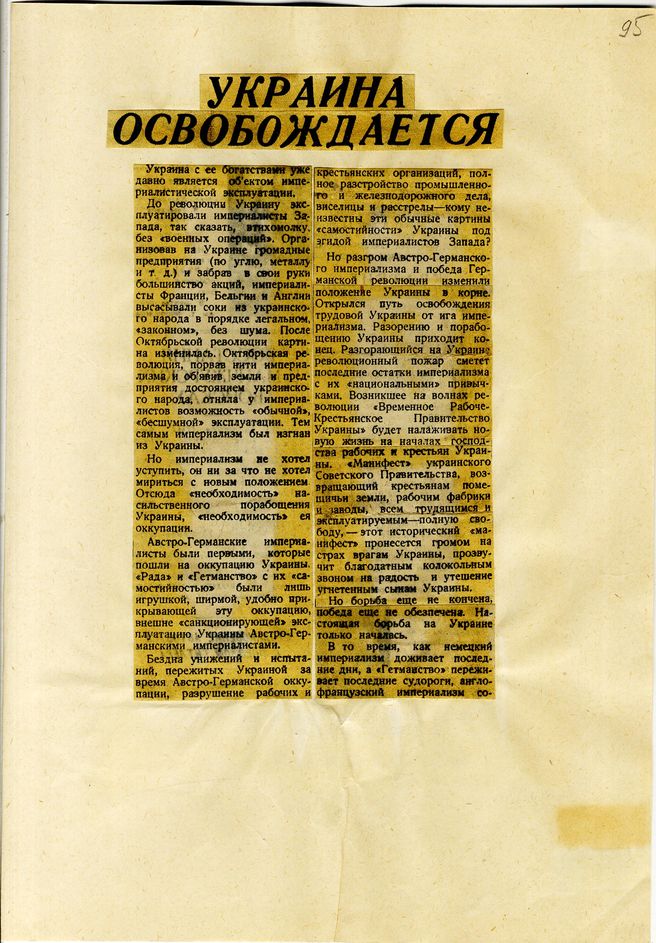 95
УКРАИНА
ОСВОБОЖДАЕТСЯ
Украина с ее богатствами уже
давно является об'ектом импе-
риалистической эксплуатации.
До революции Украину экс-
плуатировали империалисты За-
пада, так сказать, втихомолку,
без «военных операций». Орга-
низовав на Украине громадные
предприятия (по углю, металлу
и т. д.) и забрав в свои руки
большинство акций, империали-
сты Франции, Бельгии и Англии
высасывали соки из украинско-
го народа в порядке легальном,
«законном», без шума. После
Октябрьской революции карти-
на изменилась. Октябрьская ре-
волюция, порвав нити империа-
лизма и об'явив земли и пред-
приятия достоянием украинско-
го народа, отняла у империа-
листов возможность «обычной»,
«бесшумной» эксплуатации. Тем
самым империализм был изгнан
из Украины.
Но империализм не хотел
уступить, он ни за что не хотел
мириться с новым положением.
Отсюда «необходимость» на-
сильственного порабощения
Украины, «необходимость» ея
оккупации.
Австро-Германские империа-
листы были первыми, которые
пошли на оккупацию Украины.
«Рада» и «Гетманство» с их «са-
мостийностью» были лишь
игрушкой, ширмой, удобно при-
крывающей эту оккупацию,
внешне «санкционирующей» экс-
плуатацию Украины Австро-Гер-
манскими империалистами.
Бездна унижений и испыта-
ний, пережитых Украиной за
время Австро-Германской окку-
пации, разрушение рабочих и
крестьянских организаций, пол-
ное разстройство промышленно-
го и железнодорожного дела,
виселицы и расстрелы—кому не-
известны эти обычные картины
«самостийности» Украины под
эгидой империалистов Запада?
Но разгром Австро-Германско-
го империализма и победа Гер-
манской революции изменили
положение Украины в корне.
Открылся путь освобождения
трудовой Украины от ига импе-
риализма. Разорению и порабо-
щению Украины приходит ко-
нец. Разгорающийся на Украине
революционный пожар сметет
последние остатки империализма
с их «национальными» привыч-
ками. Возникшее на волнах ре-
волюции «Временное Рабоче-
Крестьянское Правительство
Украины» будет налаживать но-
вую жизнь на началах господ-
ства рабочих и крестьян Украи-
ны. «Манифест» украинского
Советского Правительства, воз-
вращающий крестьянам поме-
щичьи земли, рабочим фабрики
и заводы, всем трудящимся и
эксплуатируемым—полную сво-
боду,—этот исторический «ма-
нифест» пронесется громом на
страх врагам Украины, прозву-
чит благодатным колокольным
звоном на радость и утешение
угнетенным сынам Украины.
Но борьба еще не кончена,
победа еще не обеспечена. На-
стоящая борьба на Украине
только началась.
В то время, как немецкий
империализм доживает послед-
ние дни, а «Гетманство» пережи-
вает последние судороги, англо-
французский империализм со-